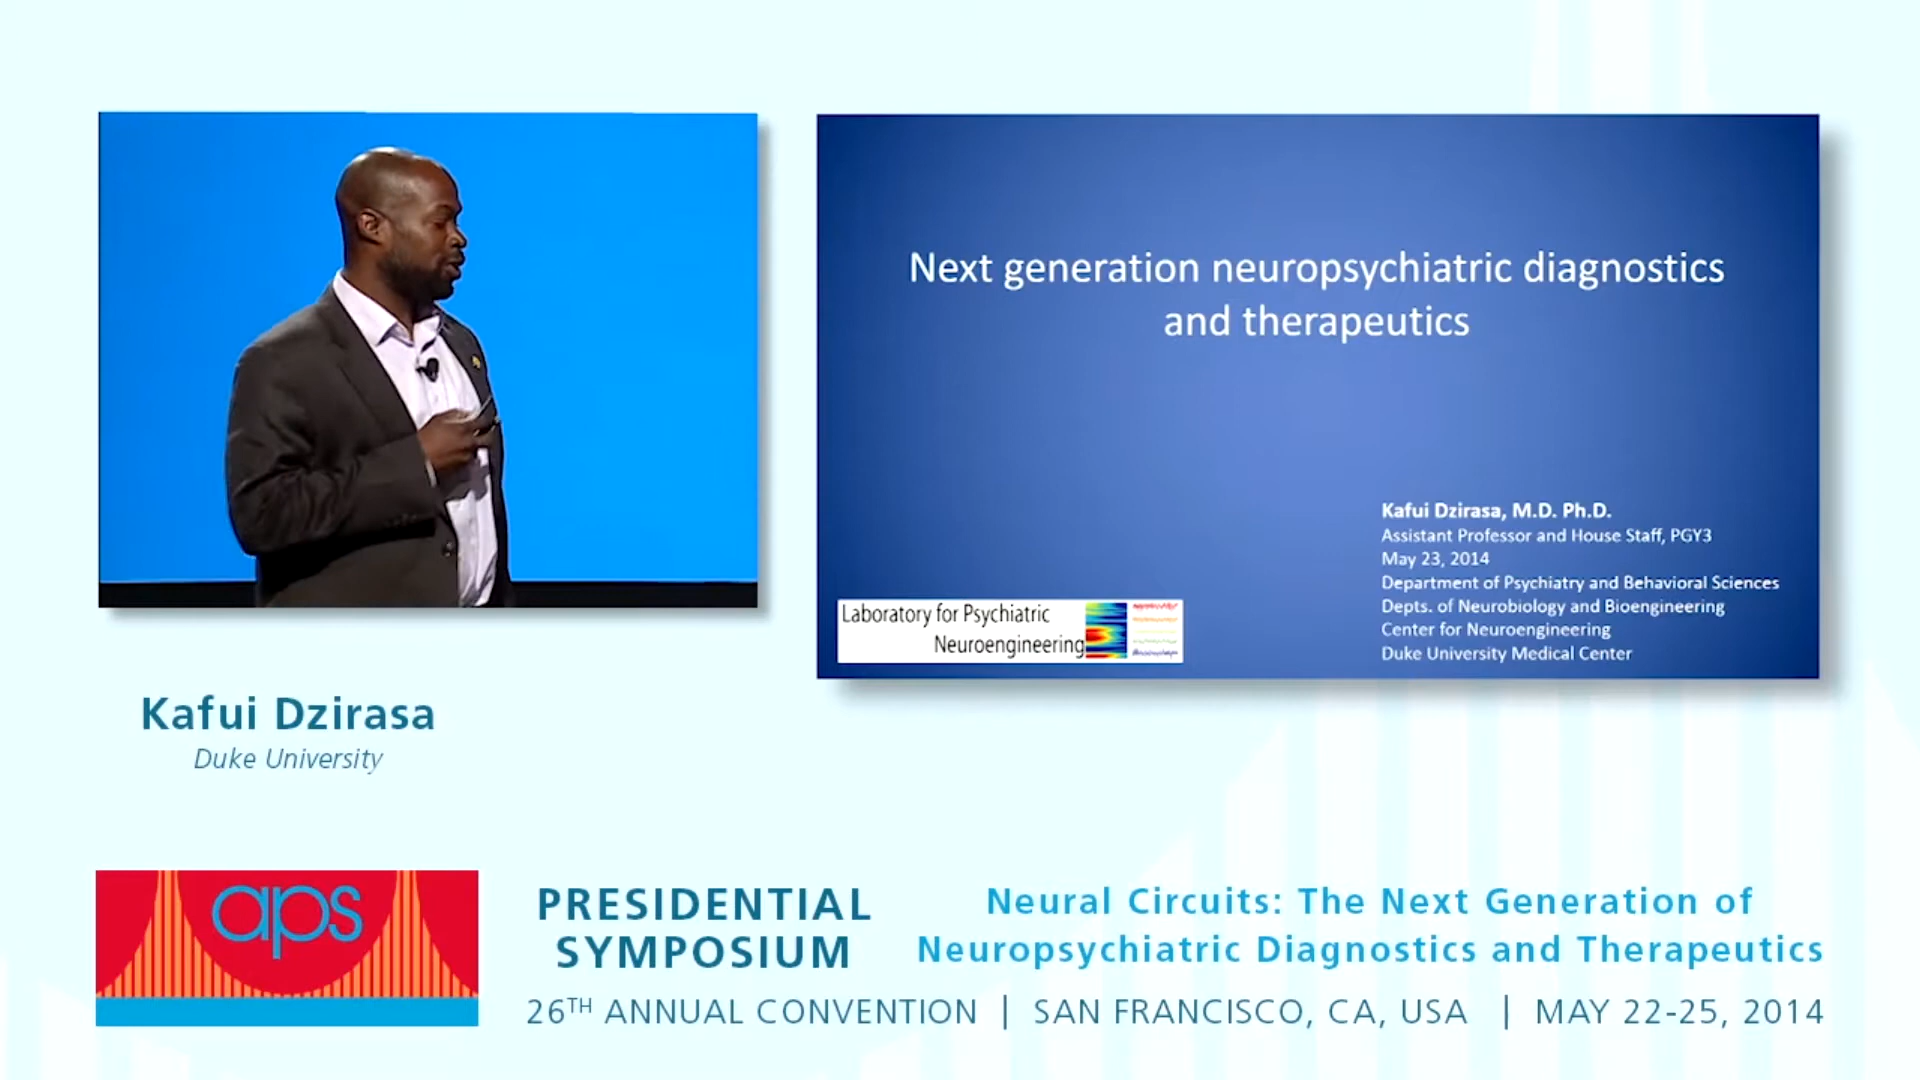 Next generation neuropsychiatric diagnostics
and therapeutics
Kafui Dzirasa, M.D. Ph.D.
Assistant Professor and House Staff, PGY3
May 23, 2014
Department of Psychiatry and Behavioral Sciences
Depts. of Neurobiology and Bioengineering
Center for Neuroengineering
Duke University Medical Center
Laboratory for Psychiatric
Neuroengineering
Kafui Dzirasa
Duke University
aps
PRESIDENTIAL
SYMPOSIUM
Neural Circuits: The Next Generation of
Neuropsychiatric Diagnostics and Therapeutics
26TH ANNUAL CONVENTION | SAN FRANCISCO, CA, USA | MAY 22-25, 2014